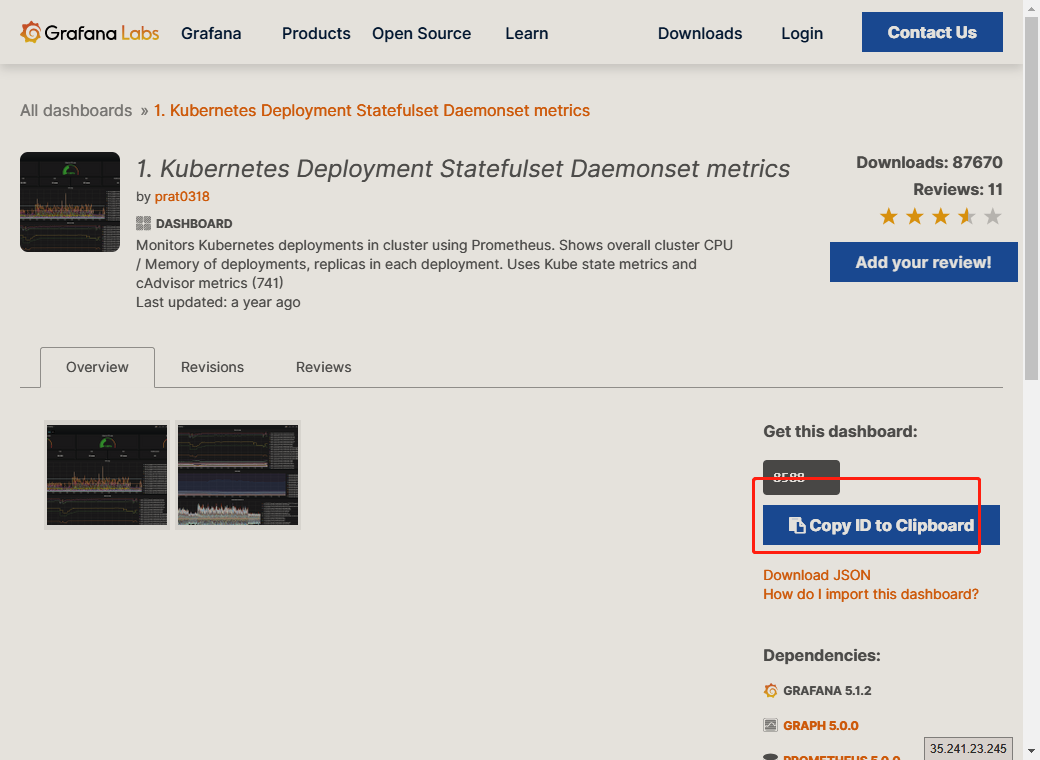 Grafana Labs Grafana Products Open Source Learn Downloads Login Contact Us
All dashboards » 1. Kubernetes Deployment Statefulset Daemonset metrics
1. Kubernetes Deployment Statefulset Daemonset metrics
by prat0318
DASHBOARD
Monitors Kubernetes deployments in cluster using Prometheus. Shows overall cluster CPU
/ Memory of deployments, replicas in each deployment. Uses Kube state metrics and
cAdvisor metrics (741)
Last updated: a year ago
Downloads: 87670
Reviews: 11
Add your review!
Overview Revisions Reviews
Get this dashboard:
8588
Copy ID to Clipboard
Download JSON
How do I import this dashboard?
Dependencies:
GRAFANA 5.1.2
GRAPH 5.0.0
PROMETHEUS 5.0.0
35.241.23.245